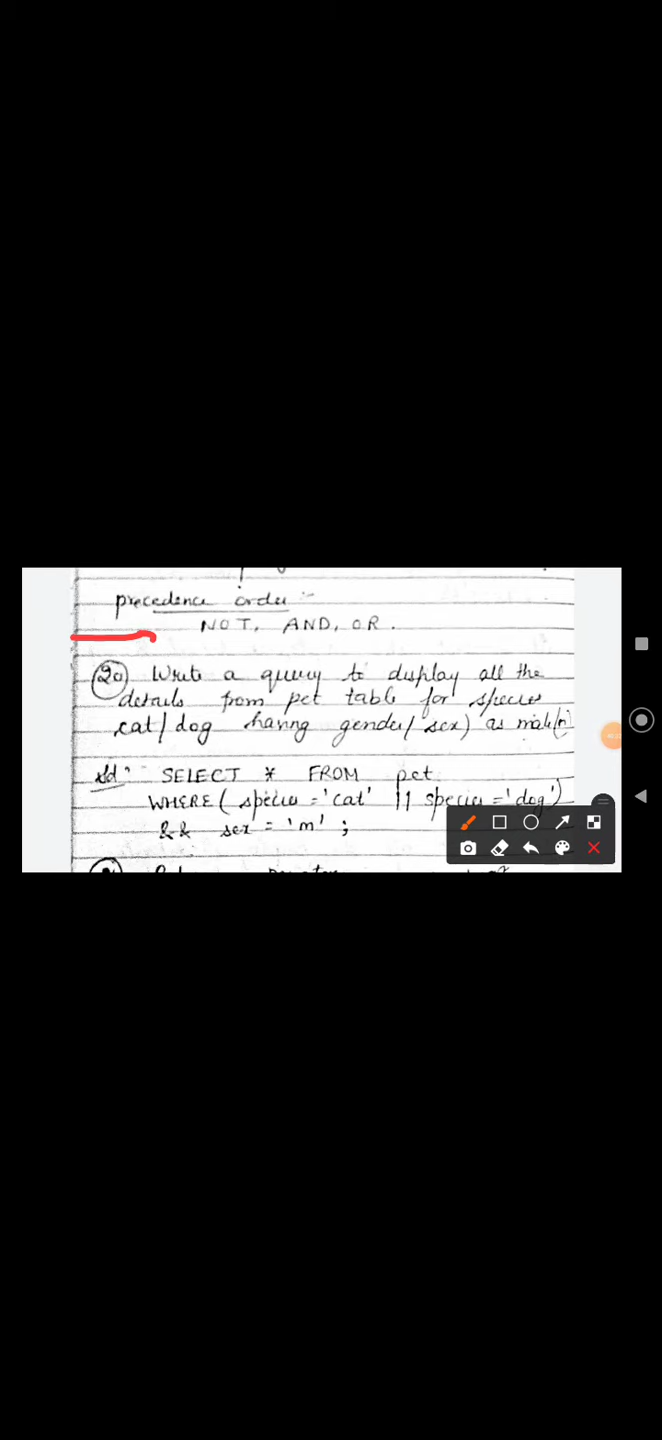 precedence order :-
NOT, AND, OR.
20 Write a query to display all the
details from pet table for species
cat/dog having gender/sex) as male(m)
Sol:- SELECT * FROM pet
WHERE ( species = 'cat' || species = 'dog')
&& sex = 'm' ;